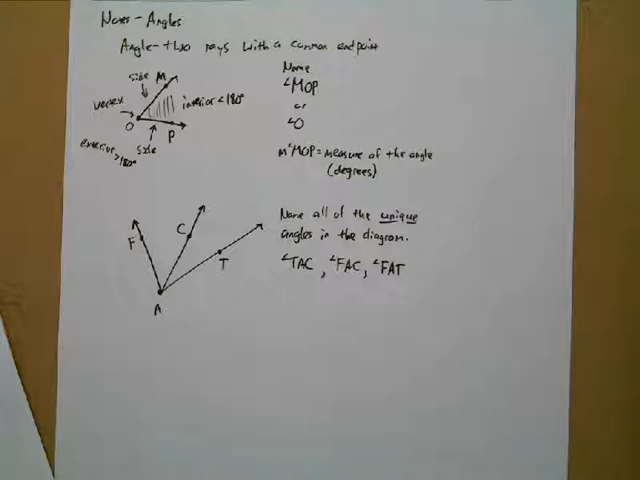 Notes - Angles
Angle - two rays with a common endpoint
Name
∠MOP
or
∠O
side M
vertex
interior < 180°
O
P
side
exterior > 180°
m∠MOP = measure of the angle
(degrees)
F
C
T
A
Name all of the unique
angles in the diagram.
∠TAC, ∠FAC, ∠FAT